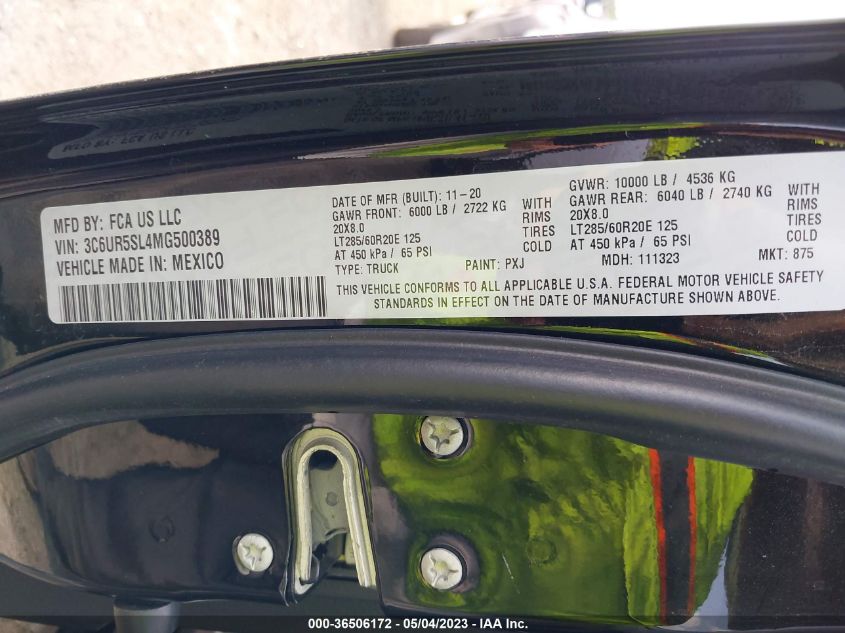 MFD BY: FCA US LLC
VIN: 3C6UR5SL4MG500389
VEHICLE MADE IN: MEXICO
DATE OF MFR (BUILT): 11-20
GAWR FRONT: 6000 LB / 2722 KG WITH
20X8.0 RIMS
LT285/60R20E 125 TIRES
AT 450 kPa / 65 PSI COLD
TYPE: TRUCK PAINT: PXJ
GVWR: 10000 LB / 4536 KG
GAWR REAR: 6040 LB / 2740 KG WITH
20X8.0 RIMS
LT285/60R20E 125 TIRES
AT 450 kPa / 65 PSI COLD
MDH: 111323 MKT: 875
THIS VEHICLE CONFORMS TO ALL APPLICABLE U.S.A. FEDERAL MOTOR VEHICLE SAFETY
STANDARDS IN EFFECT ON THE DATE OF MANUFACTURE SHOWN ABOVE.
000-36506172 - 05/04/2023 - IAA Inc.